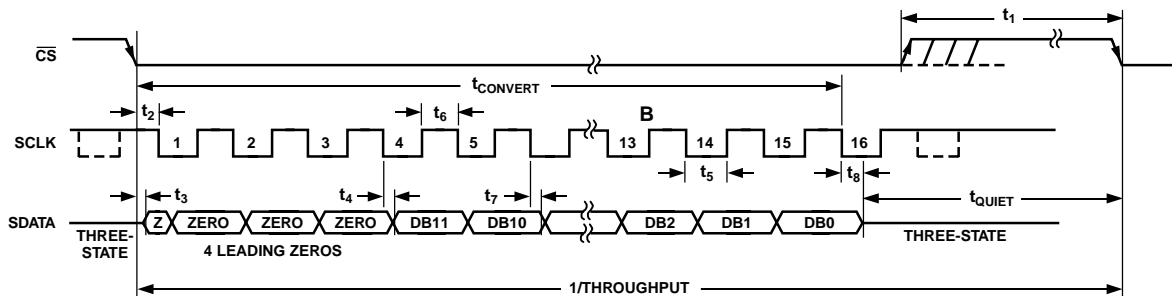 t1
CS
tCONVERT
t2
t6
B
SCLK
1
2
3
4
5
13
14
15
16
t3
t4
t7
t5
t8
tQUIET
SDATA
Z
ZERO
ZERO
ZERO
DB11
DB10
DB2
DB1
DB0
THREE-
STATE
4 LEADING ZEROS
THREE-STATE
1/THROUGHPUT